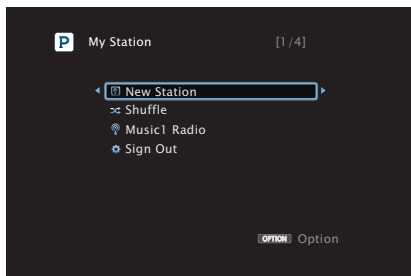 P My Station [1/4]
New Station
Shuffle
Music1 Radio
Sign Out
OPTION Option